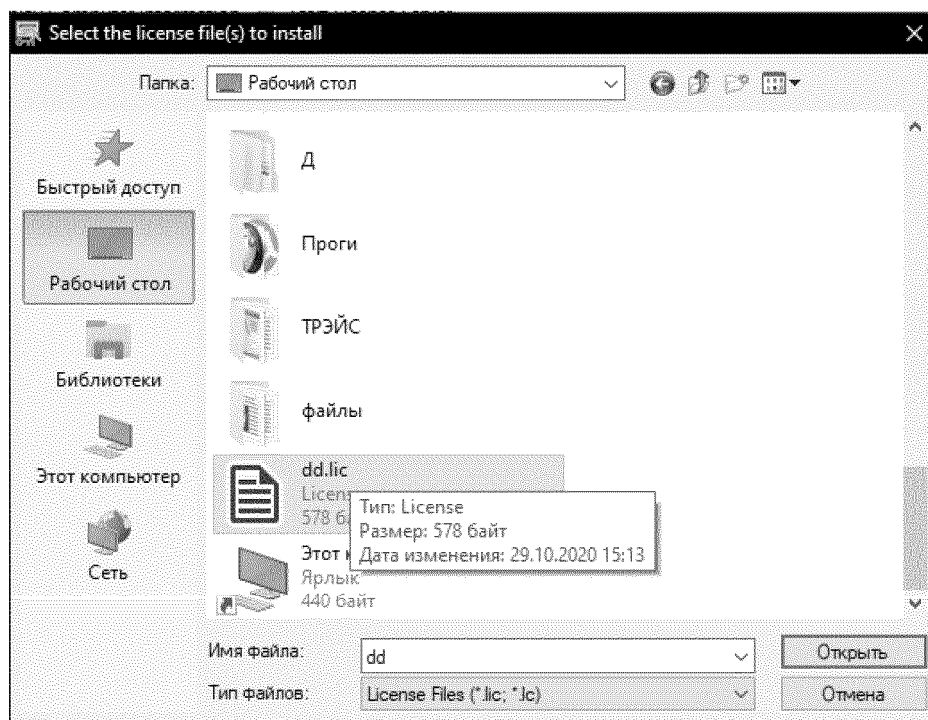 Select the license file(s) to install
Папка:
Рабочий стол
Быстрый доступ
Рабочий стол
Библиотеки
Этот компьютер
Сеть
Д
Проги
ТРЭЙС
файлы
dd.lic
578
Тип: License
Размер: 578 байт
Дата изменения: 29.10.2020 15:13
Этот
Ярлык
440 байт
Имя файла:
dd
Открыть
Тип файлов:
License Files (*.lic; *.lc)
Отмена